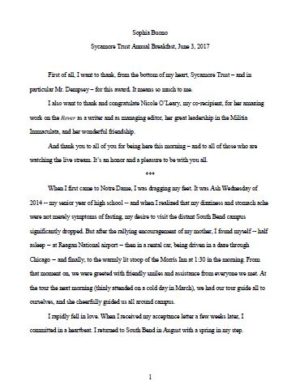 Sophia Buono
Sycamore Trust Annual Breakfast, June 3, 2017
First of all, I want to thank, from the bottom of my heart, Sycamore Trust – and in
particular Mr. Dempsey – for this award. It means so much to me.
I also want to thank and congratulate Nicole O'Leary, my co-recipient, for her amazing
work on the Rover as a writer and as managing editor, her great leadership in the Militia
Immaculata, and her wonderful friendship.
And thank you to all of you for being here this morning – and to all of those who are
watching the live stream. It's an honor and a pleasure to be with you all.
***
When I first came to Notre Dame, I was dragging my feet. It was Ash Wednesday of
2014 -- my senior year of high school -- and when I realized that my dizziness and stomach ache
were not merely symptoms of fasting, my desire to visit the distant South Bend campus
significantly dropped. But after the rallying encouragement of my mother, I found myself -- half
asleep -- at Reagan National airport -- then in a rental car, being driven in a daze through
Chicago -- and finally, to the warmly lit stoop of the Morris Inn at 1:30 in the morning. From
that moment on, we were greeted with friendly smiles and assistance from everyone we met. At
the tour the next morning (thinly attended on a cold day in March), we had our tour guide all to
ourselves, and she cheerfully guided us all around campus.
I rapidly fell in love. When I received my acceptance letter a few weeks later, I
committed in a heartbeat. I returned to South Bend in August with a spring in my step.
1